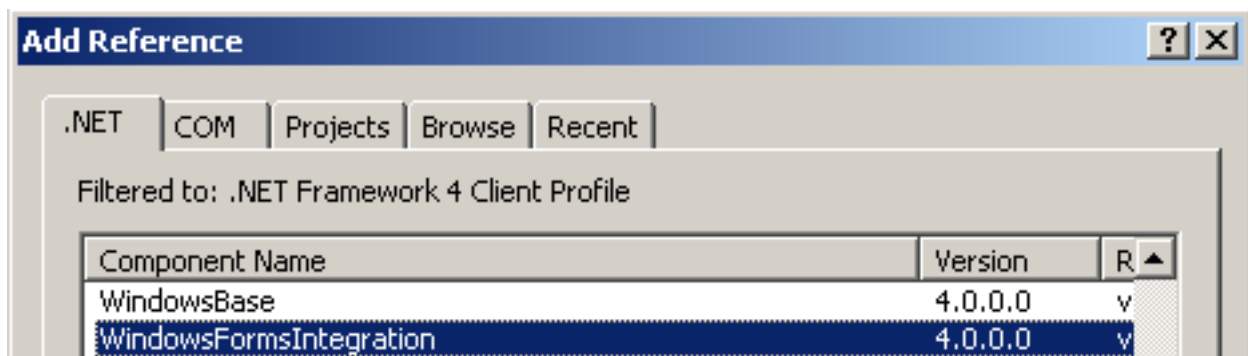 Add Reference ? X
.NET COM Projects Browse Recent
Filtered to: .NET Framework 4 Client Profile
Component Name Version R
WindowsBase 4.0.0.0 v
WindowsFormsIntegration 4.0.0.0 v